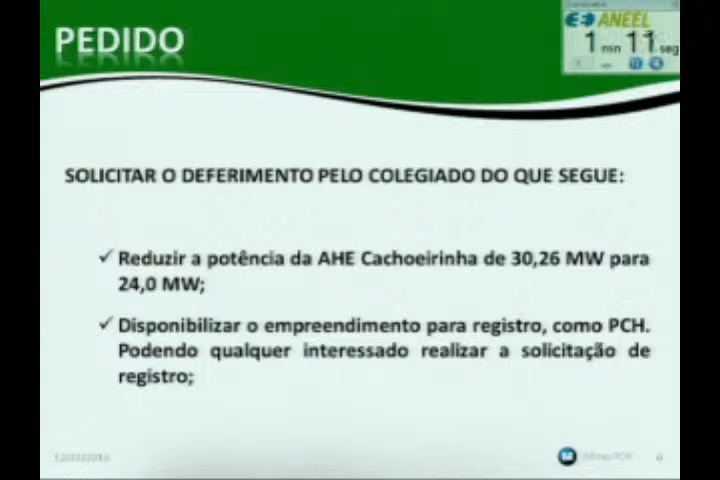 PEDIDO
ANEEL
1 min 11 seg
SOLICITAR O DEFERIMENTO PELO COLEGIADO DO QUE SEGUE:
✓ Reduzir a potência da AHE Cachoeirinha de 30,26 MW para
24,0 MW;
✓ Disponibilizar o empreendimento para registro, como PCH.
Podendo qualquer interessado realizar a solicitação de
registro;